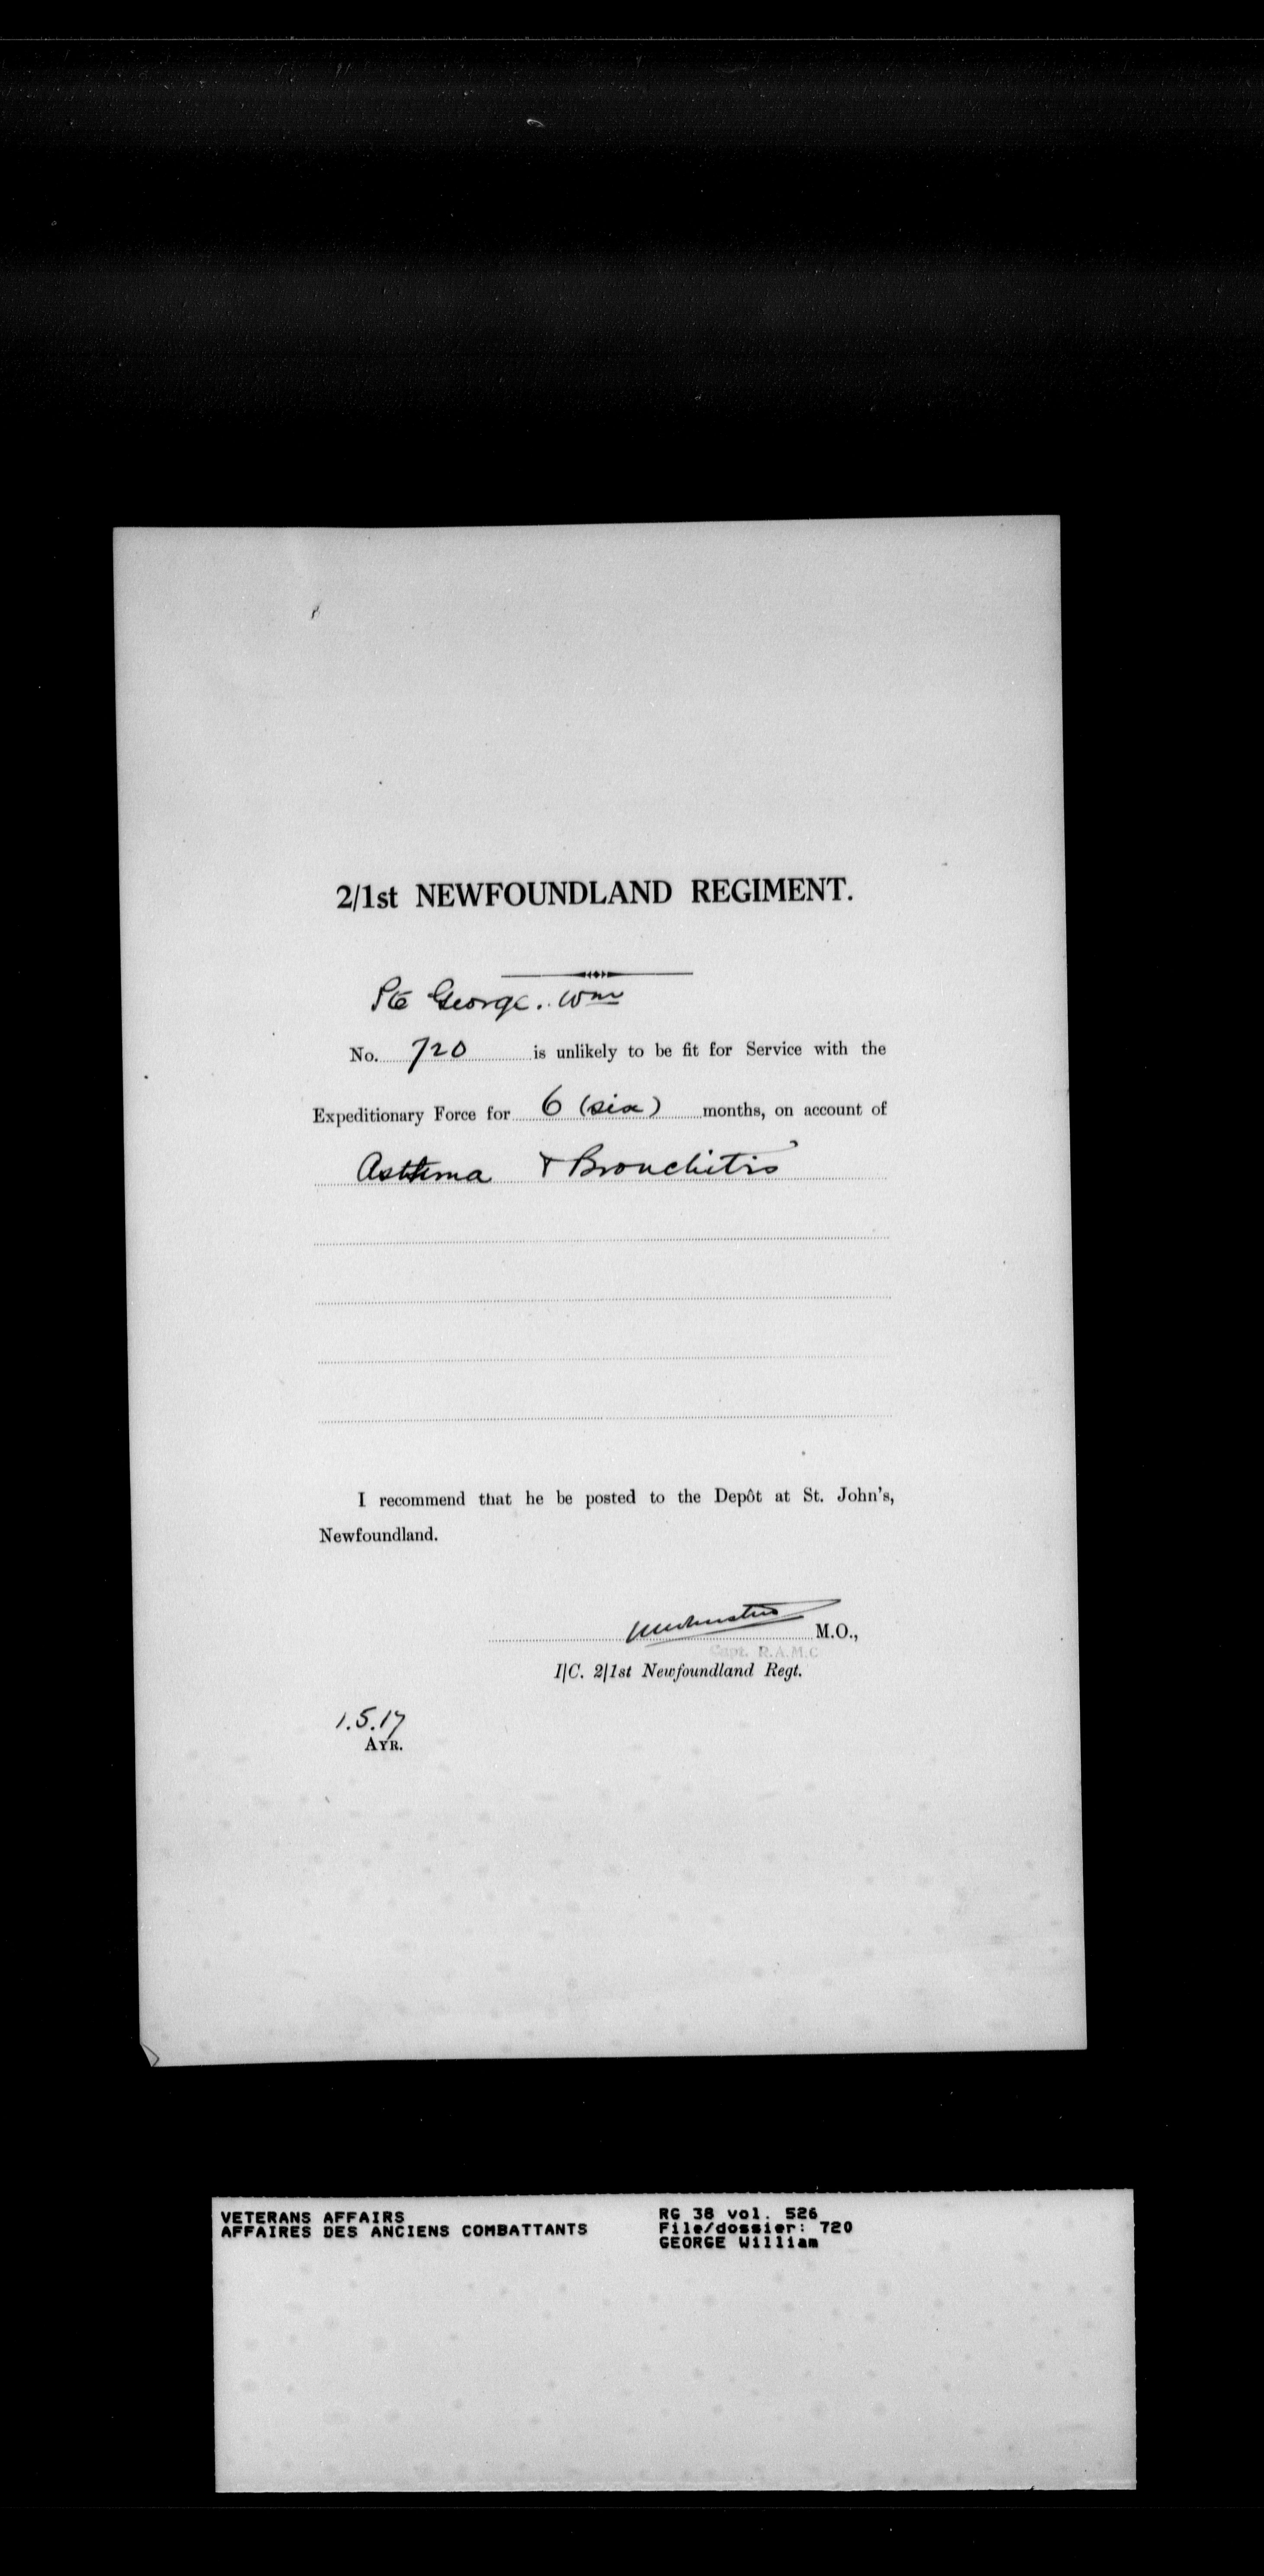 2/1st NEWFOUNDLAND REGIMENT.
Pte George. Wm
No. 720 is unlikely to be fit for Service with the
Expeditionary Force for 6 (six) months, on account of
Asthma & Bronchitis
I recommend that he be posted to the Depôt at St. John's,
Newfoundland.
M.O.,
Capt. R.A.M.C
I/C. 2/1st Newfoundland Regt.
1.5.17
AYR.
VETERANS AFFAIRS
AFFAIRES DES ANCIENS COMBATTANTS
RG 38 vol. 526
File/dossier: 720
GEORGE William